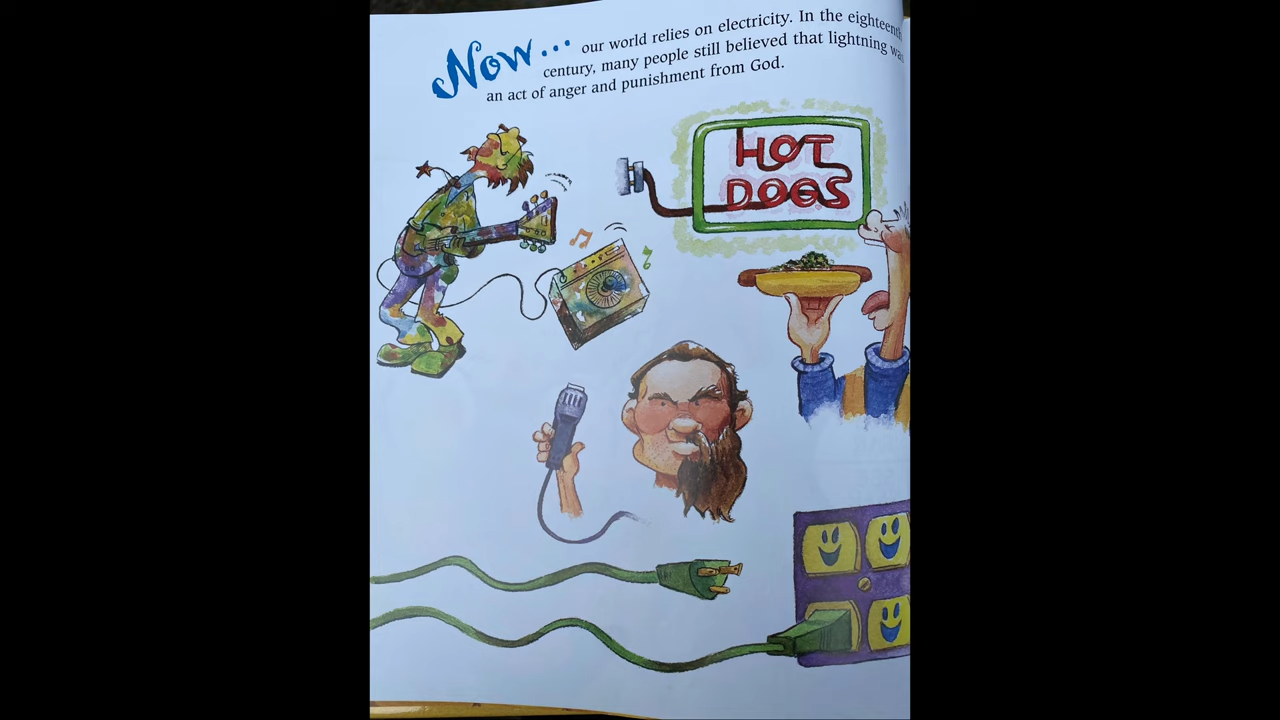 Now... our world relies on electricity. In the eighteenth
century, many people still believed that lightning was
an act of anger and punishment from God.
HOT
DOGS